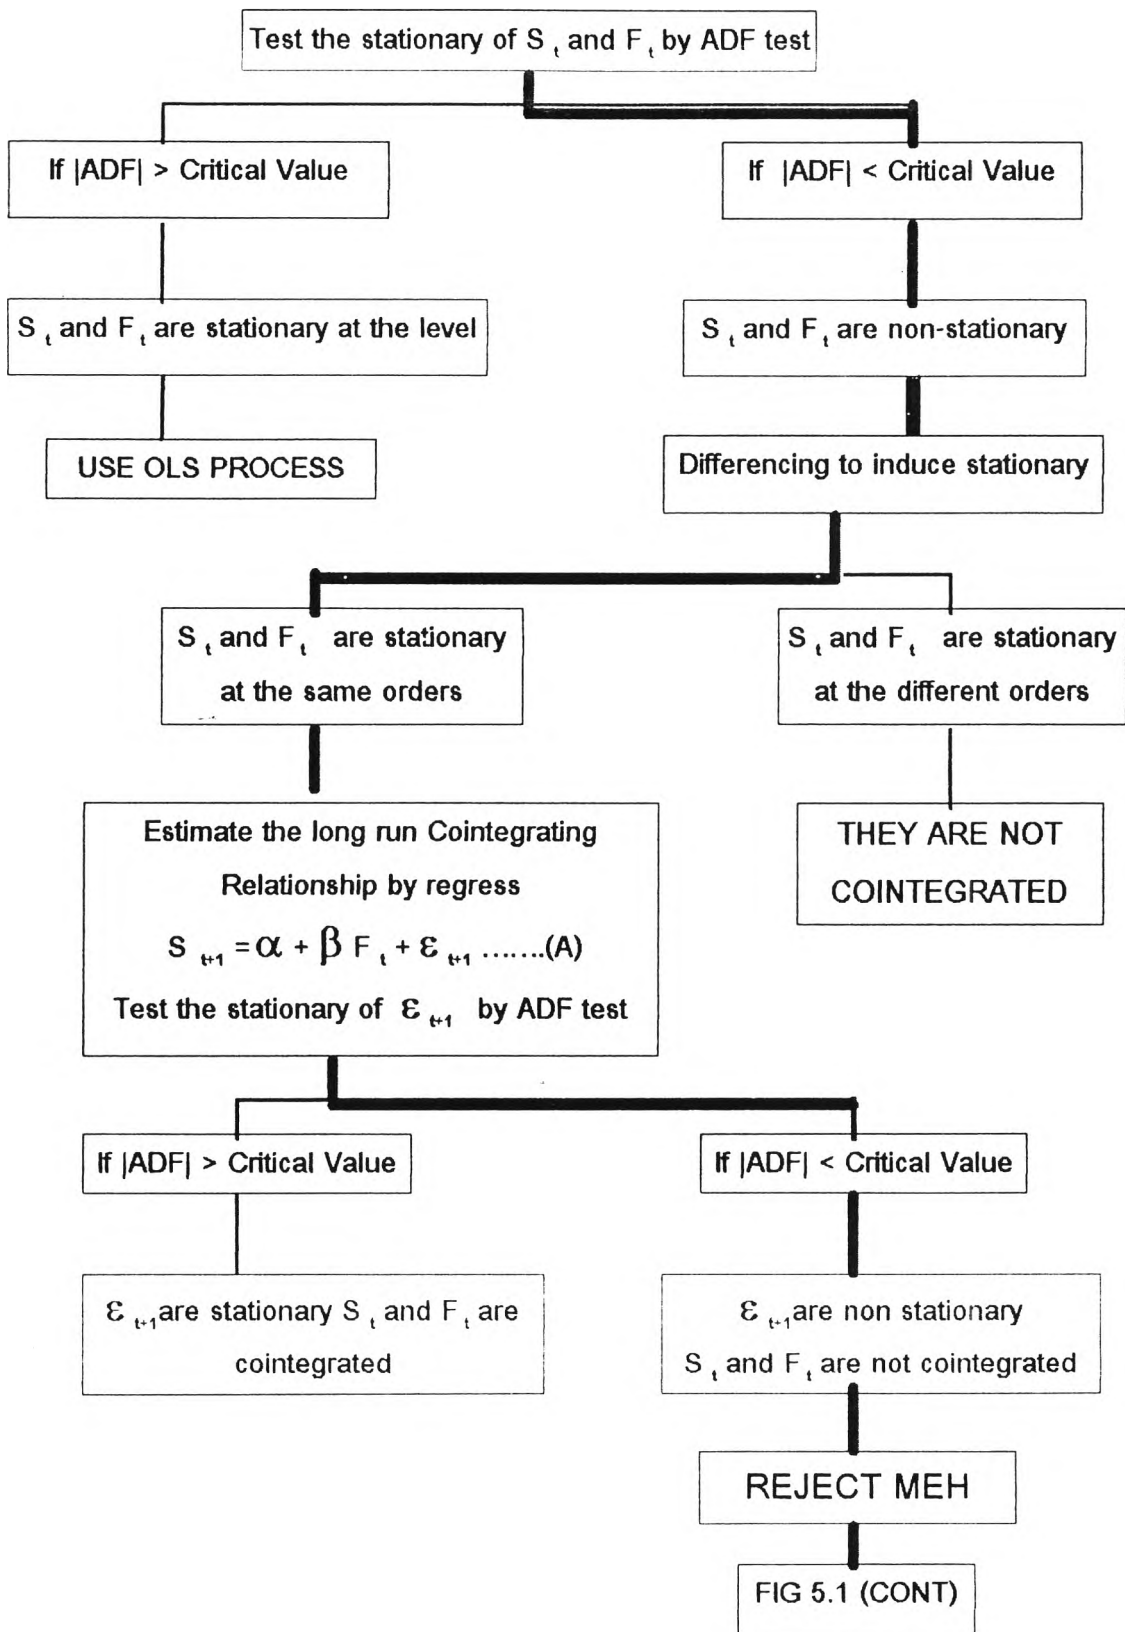 Test the stationary of S t and F t by ADF test
If |ADF| > Critical Value
If |ADF| < Critical Value
S t and F t are stationary at the level
S t and F t are non-stationary
USE OLS PROCESS
Differencing to induce stationary
S t and F t are stationary
at the same orders
S t and F t are stationary
at the different orders
Estimate the long run Cointegrating
Relationship by regress
S t+1 = α + β F t + ε t+1 .......(A)
Test the stationary of ε t+1 by ADF test
THEY ARE NOT
COINTEGRATED
If |ADF| > Critical Value
If |ADF| < Critical Value
ε t+1 are stationary S t and F t are
cointegrated
ε t+1 are non stationary
S t and F t are not cointegrated
REJECT MEH
FIG 5.1 (CONT)